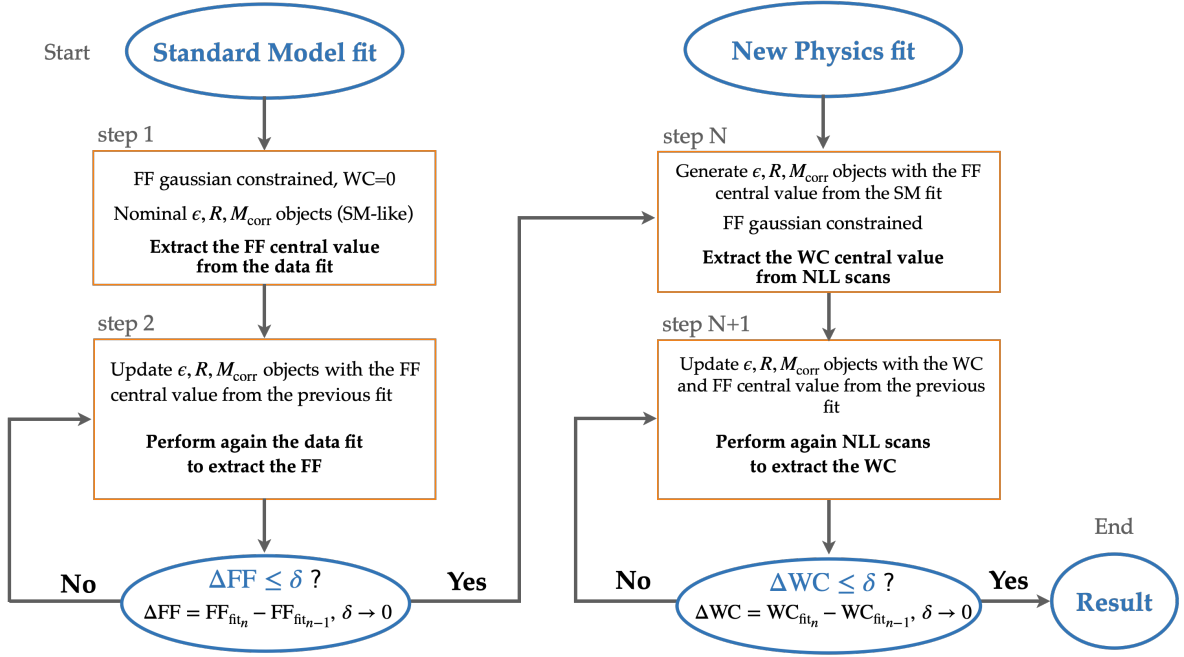 Start
Standard Model fit
step 1
FF gaussian constrained, WC=0
Nominal ϵ, R, M_corr objects (SM-like)
Extract the FF central value
from the data fit
step 2
Update ϵ, R, M_corr objects with the FF
central value from the previous fit
Perform again the data fit
to extract the FF
No
ΔFF ≤ δ ?
ΔFF = FF_fit_n − FF_fit_n−1, δ → 0
Yes
New Physics fit
step N
Generate ϵ, R, M_corr objects with the FF
central value from the SM fit
FF gaussian constrained
Extract the WC central value
from NLL scans
step N+1
Update ϵ, R, M_corr objects with the WC
and FF central value from the previous
fit
Perform again NLL scans
to extract the WC
No
ΔWC ≤ δ ?
ΔWC = WC_fit_n − WC_fit_n−1, δ → 0
Yes
End
Result